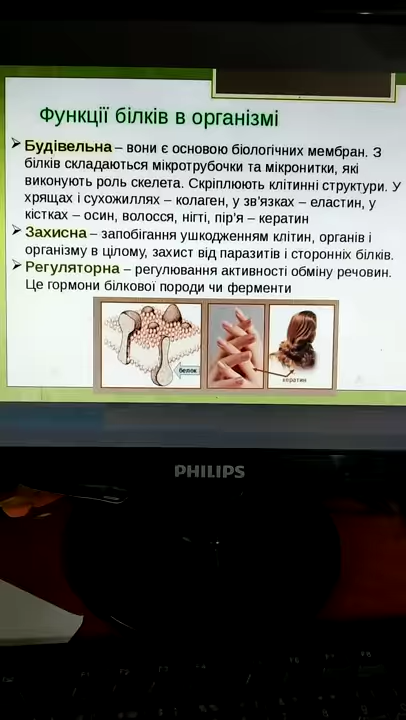 Функції білків в організмі
Будівельна – вони є основою біологічних мембран. З
білків складаються мікротрубочки та мікронитки, які
виконують роль скелета. Скріплюють клітинні структури. У
хрящах і сухожиллях – колаген, у зв'язках – еластин, у
кістках – осин, волосся, нігті, пір'я – кератин
Захисна – запобігання ушкодженням клітин, органів і
організму в цілому, захист від паразитів і сторонніх білків.
Регуляторна – регулювання активності обміну речовин.
Це гормони білкової породи чи ферменти
белок
кератин
PHILIPS